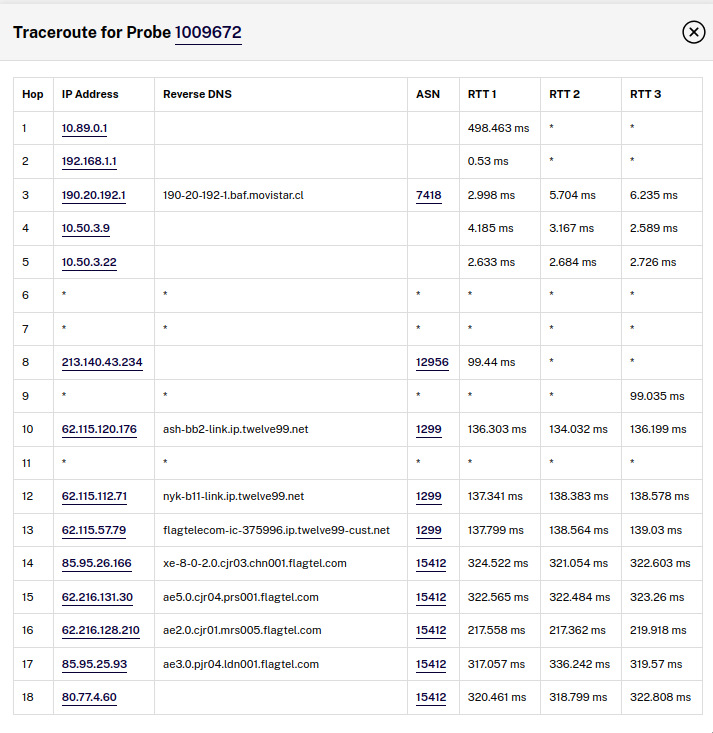 Traceroute for Probe 1009672
Hop IP Address Reverse DNS ASN RTT 1 RTT 2 RTT 3
1 10.89.0.1 498.463 ms * *
2 192.168.1.1 0.53 ms * *
3 190.20.192.1 190-20-192-1.baf.movistar.cl 7418 2.998 ms 5.704 ms 6.235 ms
4 10.50.3.9 4.185 ms 3.167 ms 2.589 ms
5 10.50.3.22 2.633 ms 2.684 ms 2.726 ms
6 * * * * * *
7 * * * * * *
8 213.140.43.234 12956 99.44 ms * *
9 * * * * * 99.035 ms
10 62.115.120.176 ash-bb2-link.ip.twelve99.net 1299 136.303 ms 134.032 ms 136.199 ms
11 * * * * * *
12 62.115.112.71 nyk-b11-link.ip.twelve99.net 1299 137.341 ms 138.383 ms 138.578 ms
13 62.115.57.79 flagtelecom-ic-375996.ip.twelve99-cust.net 1299 137.799 ms 138.564 ms 139.03 ms
14 85.95.26.166 xe-8-0-2.0.cjr03.chn001.flagtel.com 15412 324.522 ms 321.054 ms 322.603 ms
15 62.216.131.30 ae5.0.cjr04.prs001.flagtel.com 15412 322.565 ms 322.484 ms 323.26 ms
16 62.216.128.210 ae2.0.cjr01.mrs005.flagtel.com 15412 217.558 ms 217.362 ms 219.918 ms
17 85.95.25.93 ae3.0.pjr04.ldn001.flagtel.com 15412 317.057 ms 336.242 ms 319.57 ms
18 80.77.4.60 15412 320.461 ms 318.799 ms 322.808 ms